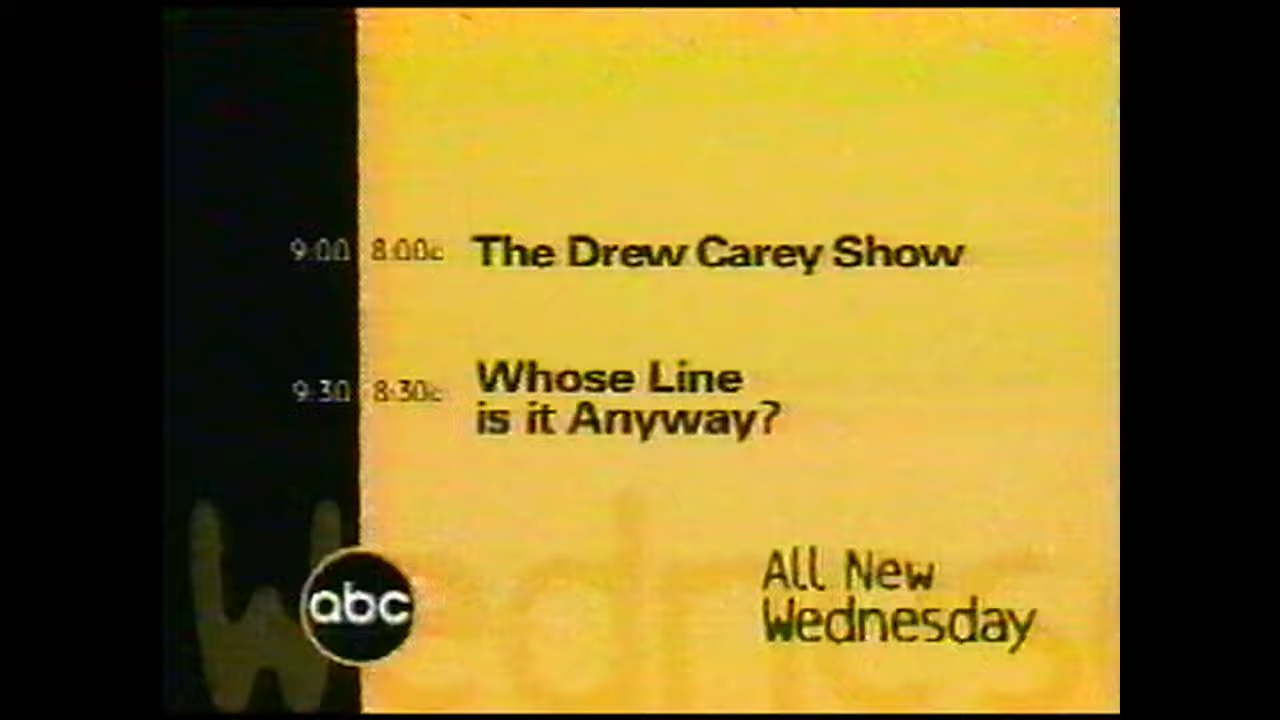 9:00 8:00c The Drew Carey Show
9:30 8:30c Whose Line
is it Anyway?
All New
Wednesday
abc
Wednes